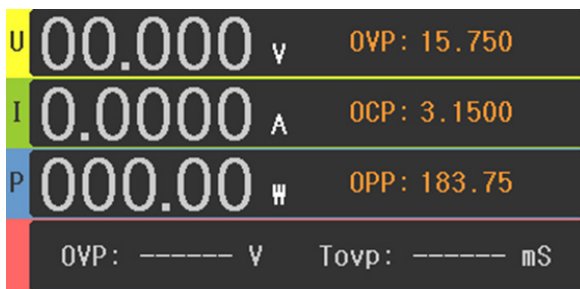 U 00.000 V OVP: 15.750
I 0.0000 A OCP: 3.1500
P 000.00 W OPP: 183.75
OVP: ------ V Tovp: ------ mS